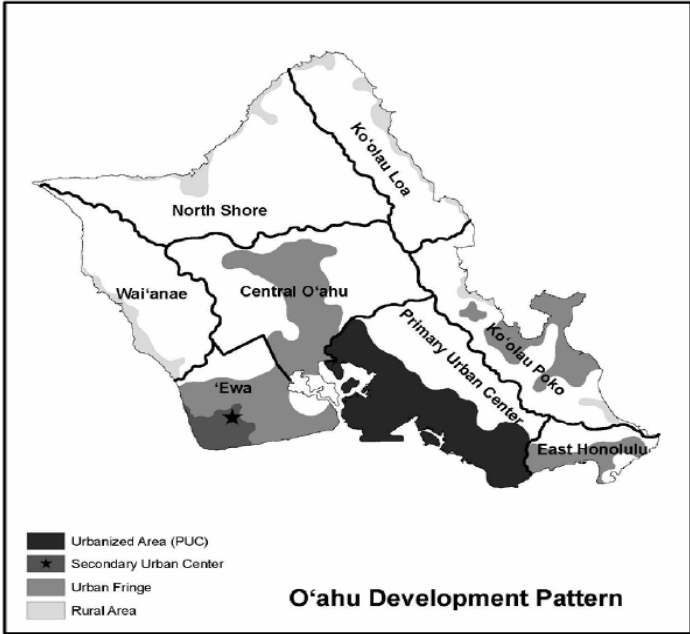 Ko‘olau Loa
North Shore
Wai‘anae
Central O‘ahu
Primary Urban Center
Ko‘olau Poko
‘Ewa
East Honolulu
Urbanized Area (PUC)
Secondary Urban Center
Urban Fringe
Rural Area
O‘ahu Development Pattern